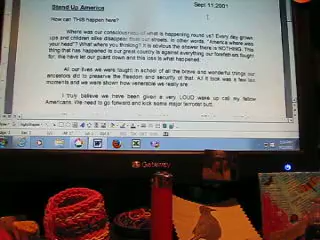 Stand Up America
Sept 11, 2001
How can THIS happen here?
Where was our consciousness of what is happening round us? Every day grown
ups and children alike disappear from our streets. In other words, "America where was
your head"? What where you thinking? It is obvious the answer there is NOTHING. This
thing that has happened to our great country is against everything our forefathers fought
for. We have let our guard down and this loss is what happened.
All our lives we were taught in school of all the brave and wonderful things our
ancestors did to preserve the freedom and security of that. All it took was a few lost
moments and we were shown how venerable we really are.
I truly believe we have been given a very LOUD wake up call my fellow
Americans. We need to go forward and kick some major terrorist butt.
Gateway